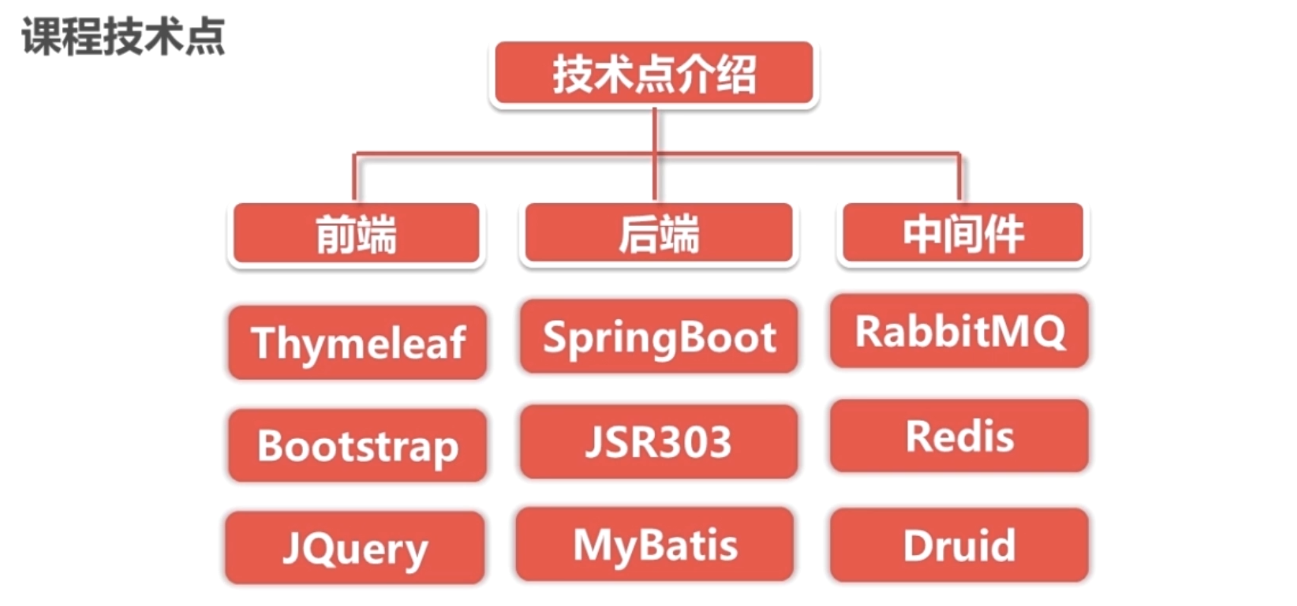 课程技术点
技术点介绍
前端
后端
中间件
Thymeleaf
SpringBoot
RabbitMQ
Bootstrap
JSR303
Redis
JQuery
MyBatis
Druid